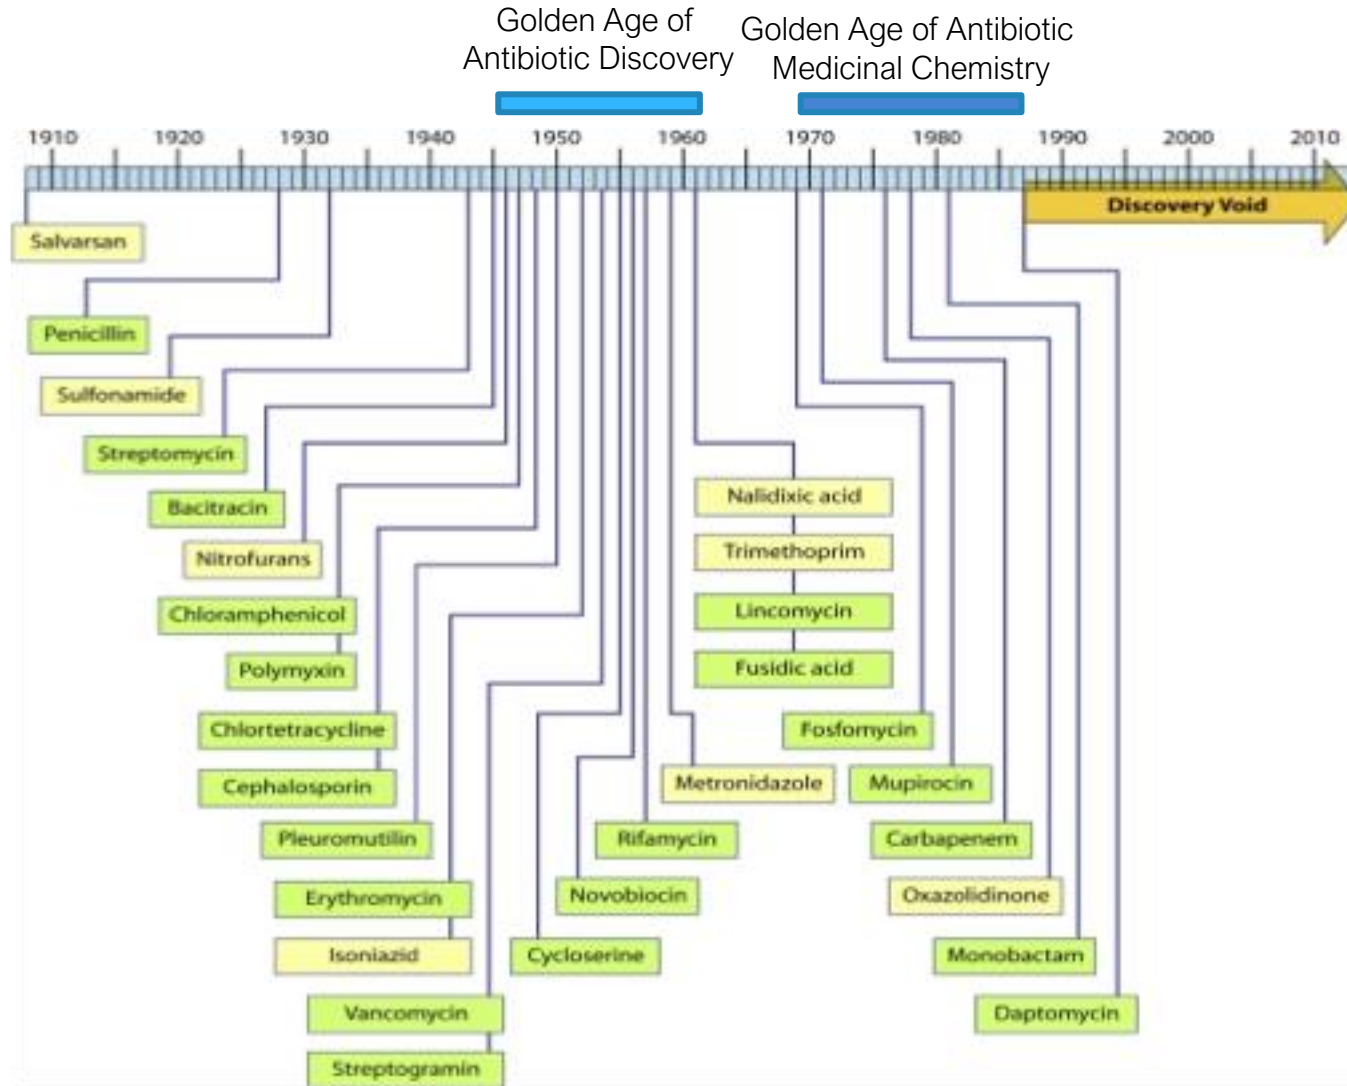 Golden Age of
Antibiotic Discovery
Golden Age of Antibiotic
Medicinal Chemistry
1910 1920 1930 1940 1950 1960 1970 1980 1990 2000 2010
Discovery Void
Salvarsan
Penicillin
Sulfonamide
Streptomycin
Bacitracin
Nitrofurans
Chloramphenicol
Polymyxin
Chlortetracycline
Cephalosporin
Pleuromutilin
Erythromycin
Isoniazid
Vancomycin
Streptogramin
Cycloserine
Novobiocin
Rifamycin
Metronidazole
Nalidixic acid
Trimethoprim
Lincomycin
Fusidic acid
Fosfomycin
Mupirocin
Carbapenem
Oxazolidinone
Monobactam
Daptomycin